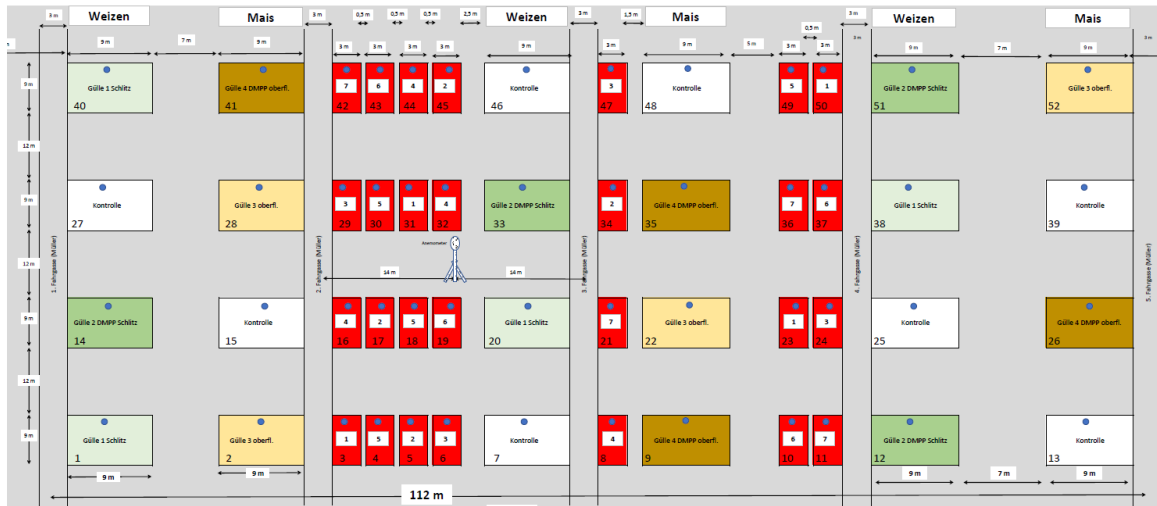 Weizen Mais Weizen Mais Weizen Mais
3 m 3 m 0,5 m 0,5 m 0,5 m 2,5 m 3 m 1,5 m 0,5 m 3 m 3 m
9 m 7 m 9 m 3 m 3 m 3 m 3 m 9 m 3 m 9 m 5 m 3 m 3 m 9 m 7 m 9 m
9 m
Gülle 1 Schlitz Gülle 4 DMPP oberfl. 7 6 4 2 Kontrolle 3 Kontrolle 5 1 Gülle 2 DMPP Schlitz Gülle 3 oberfl.
40 41 42 43 44 45 46 47 48 49 50 51 52
12 m
9 m
Kontrolle Gülle 3 oberfl. 3 5 1 4 Gülle 2 DMPP Schlitz 2 Gülle 4 DMPP oberfl. 7 6 Gülle 1 Schlitz Kontrolle
27 28 29 30 31 32 33 34 35 36 37 38 39
Anemometer
12 m
14 m 14 m
1. Fahrgasse (Müller) 2. Fahrgasse (Müller) 3. Fahrgasse (Müller) 4. Fahrgasse (Müller) 5. Fahrgasse (Müller)
9 m
Gülle 2 DMPP Schlitz Kontrolle 4 2 5 6 Gülle 1 Schlitz 7 Gülle 3 oberfl. 1 3 Kontrolle Gülle 4 DMPP oberfl.
14 15 16 17 18 19 20 21 22 23 24 25 26
12 m
9 m
Gülle 1 Schlitz Gülle 3 oberfl. 1 5 2 3 Kontrolle 4 Gülle 4 DMPP oberfl. 6 7 Gülle 2 DMPP Schlitz Kontrolle
1 2 3 4 5 6 7 8 9 10 11 12 13
9 m 9 m 9 m 7 m 9 m
112 m